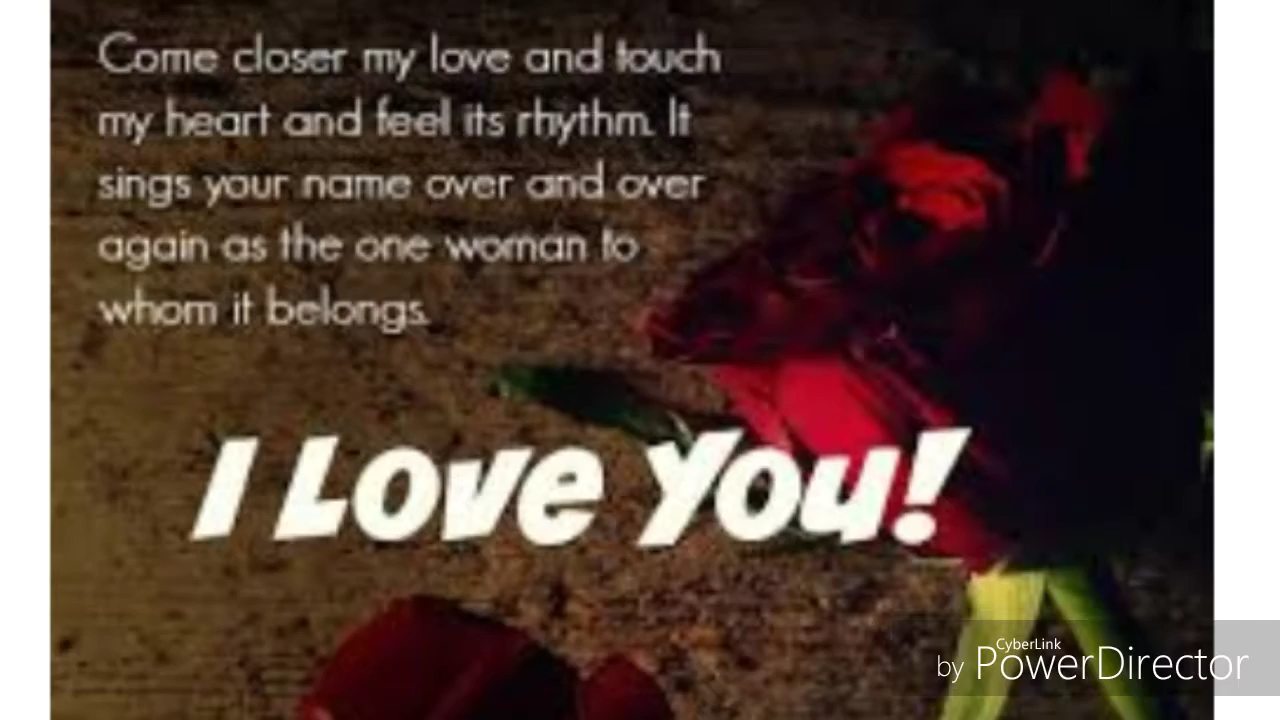 Come closer my love and touch
my heart and feel its rhythm. It
sings your name over and over
again as the one woman to
whom it belongs.
I Love You!
CyberLink
by PowerDirector